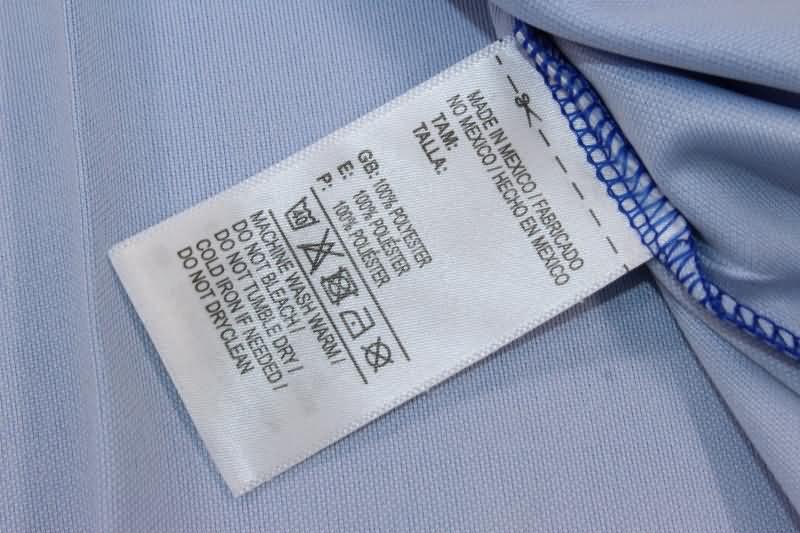 MADE IN MEXICO / FABRICADO
NO MEXICO / HECHO EN MEXICO
TAM:
TALLA:
GB: 100% POLYESTER
E: 100% POLIÉSTER
P: 100% POLIÉSTER
40
MACHINE WASH WARM /
DO NOT BLEACH /
DO NOT TUMBLE DRY /
COLD IRON IF NEEDED /
DO NOT DRYCLEAN